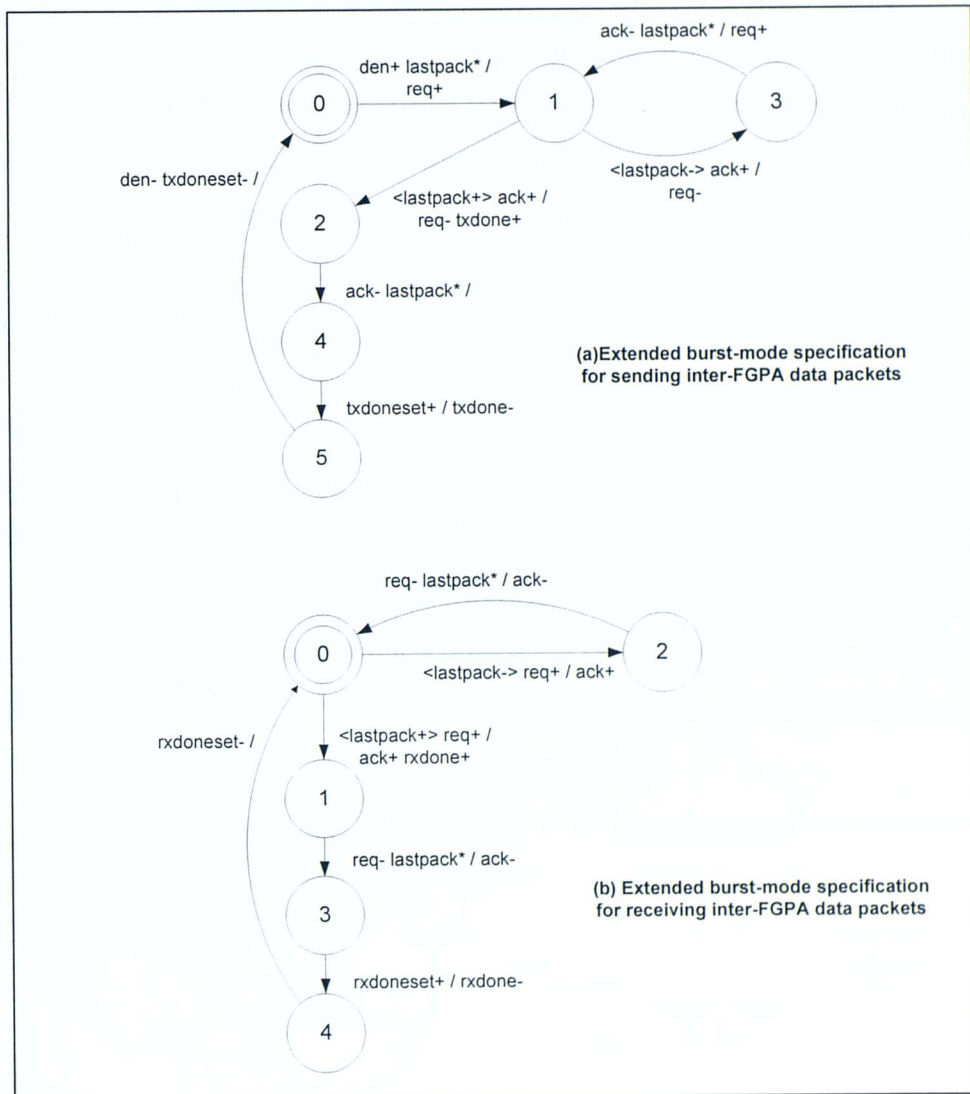 ack- lastpack* / req+
den+ lastpack* /
req+
0
1
3
den- txdoneset- /
<lastpack-> ack+ /
req-
<lastpack+> ack+ /
req- txdone+
2
ack- lastpack* /
4
(a)Extended burst-mode specification
for sending inter-FGPA data packets
txdoneset+ / txdone-
5
req- lastpack* / ack-
0
2
<lastpack-> req+ / ack+
rxdoneset- /
<lastpack+> req+ /
ack+ rxdone+
1
req- lastpack* / ack-
3
(b) Extended burst-mode specification
for receiving inter-FGPA data packets
rxdoneset+ / rxdone-
4